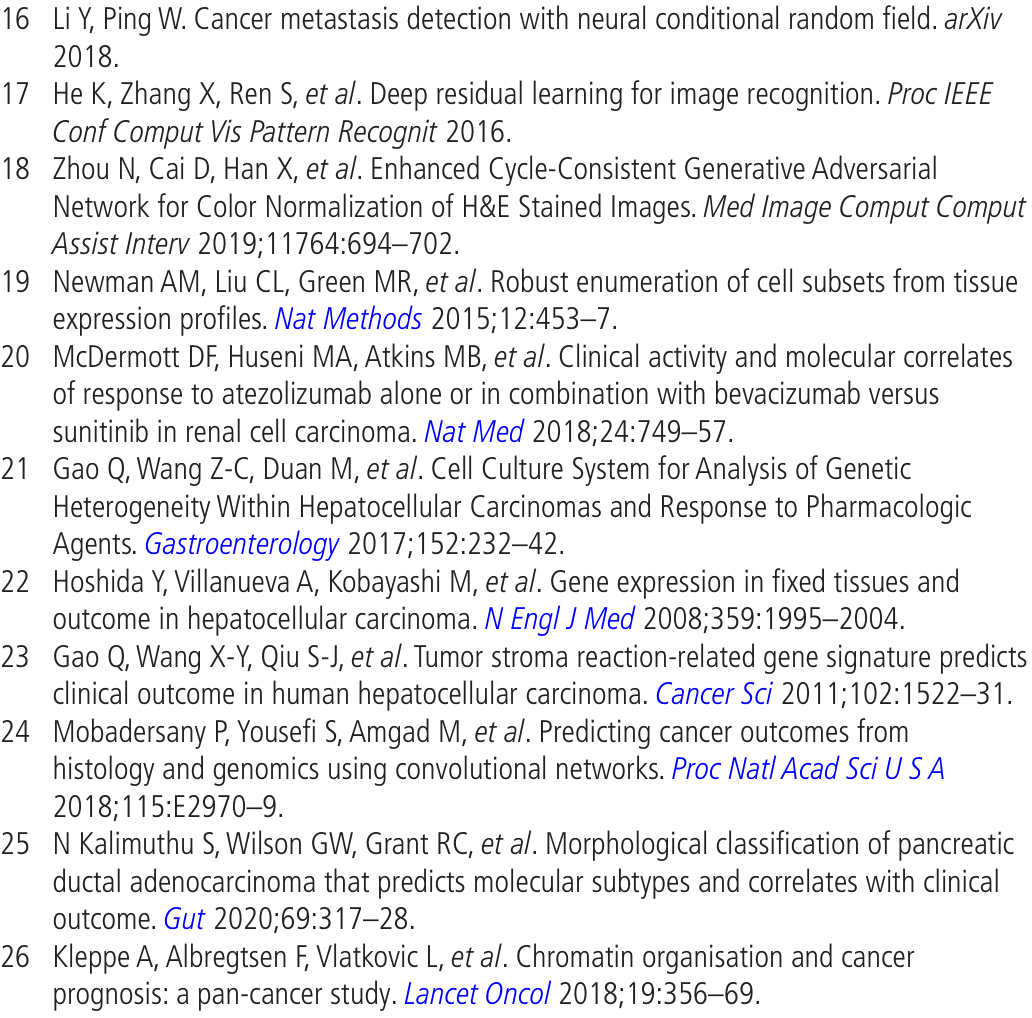 16 Li Y, Ping W. Cancer metastasis detection with neural conditional random field. arXiv
2018.
17 He K, Zhang X, Ren S, et al. Deep residual learning for image recognition. Proc IEEE
Conf Comput Vis Pattern Recognit 2016.
18 Zhou N, Cai D, Han X, et al. Enhanced Cycle-Consistent Generative Adversarial
Network for Color Normalization of H&E Stained Images. Med Image Comput Comput
Assist Interv 2019;11764:694–702.
19 Newman AM, Liu CL, Green MR, et al. Robust enumeration of cell subsets from tissue
expression profiles. Nat Methods 2015;12:453–7.
20 McDermott DF, Huseni MA, Atkins MB, et al. Clinical activity and molecular correlates
of response to atezolizumab alone or in combination with bevacizumab versus
sunitinib in renal cell carcinoma. Nat Med 2018;24:749–57.
21 Gao Q, Wang Z-C, Duan M, et al. Cell Culture System for Analysis of Genetic
Heterogeneity Within Hepatocellular Carcinomas and Response to Pharmacologic
Agents. Gastroenterology 2017;152:232–42.
22 Hoshida Y, Villanueva A, Kobayashi M, et al. Gene expression in fixed tissues and
outcome in hepatocellular carcinoma. N Engl J Med 2008;359:1995–2004.
23 Gao Q, Wang X-Y, Qiu S-J, et al. Tumor stroma reaction-related gene signature predicts
clinical outcome in human hepatocellular carcinoma. Cancer Sci 2011;102:1522–31.
24 Mobadersany P, Yousefi S, Amgad M, et al. Predicting cancer outcomes from
histology and genomics using convolutional networks. Proc Natl Acad Sci U S A
2018;115:E2970–9.
25 N Kalimuthu S, Wilson GW, Grant RC, et al. Morphological classification of pancreatic
ductal adenocarcinoma that predicts molecular subtypes and correlates with clinical
outcome. Gut 2020;69:317–28.
26 Kleppe A, Albregtsen F, Vlatkovic L, et al. Chromatin organisation and cancer
prognosis: a pan-cancer study. Lancet Oncol 2018;19:356–69.